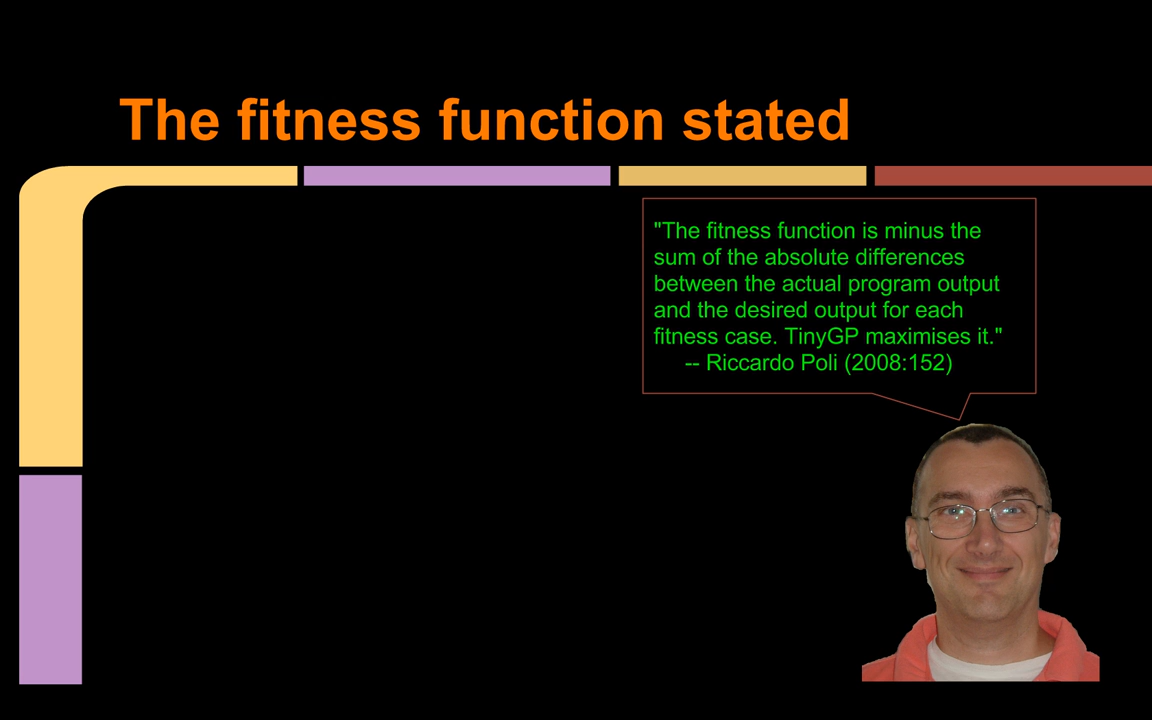 The fitness function stated
"The fitness function is minus the
sum of the absolute differences
between the actual program output
and the desired output for each
fitness case. TinyGP maximises it."
-- Riccardo Poli (2008:152)